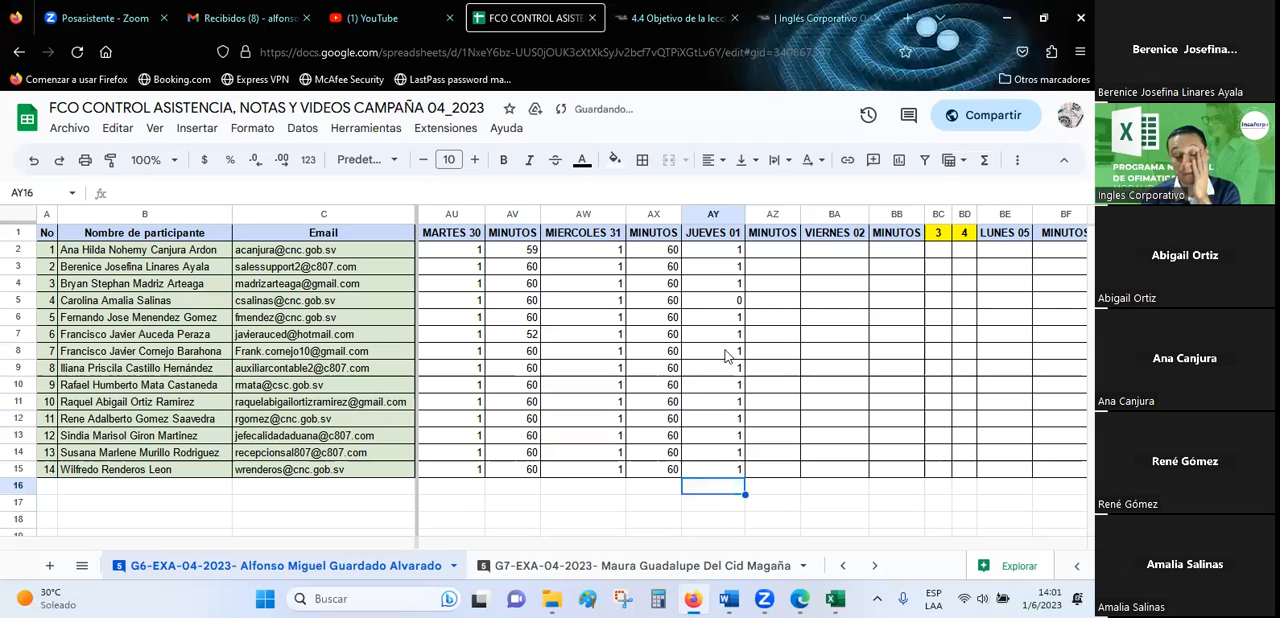 Posasistente - Zoom
Recibidos (8) - alfonso
(1) YouTube
FCO CONTROL ASISTE
4.4 Objetivo de la lecc
| Inglés Corporativo O
https://docs.google.com/spreadsheets/d/
Comenzar a usar Firefox
Booking.com
Express VPN
McAfee Security
LastPass password ma...
Otros marcadores
FCO CONTROL ASISTENCIA, NOTAS Y VIDEOS CAMPAÑA 04_2023
Guardando...
Archivo Editar Ver Insertar Formato Datos Herramientas Extensiones Ayuda
Compartir
100% $ % .0 .00 123 Predet... − 10 + B I A
AY16 fx
A B C AU AV AW AX AY AZ BA BB BC BD BE BF
1 No Nombre de participante Email MARTES 30 MINUTOS MIERCOLES 31 MINUTOS JUEVES 01 MINUTOS VIERNES 02 MINUTOS 3 4 LUNES 05 MINUTOS
2 1 Ana Hilda Nohemy Canjura Ardon acanjura@cnc.gob.sv 1 59 1 60 1
3 2 Berenice Josefina Linares Ayala salessupport2@c807.com 1 60 1 60 1
4 3 Bryan Stephan Madriz Arteaga madrizarteaga@gmail.com 1 60 1 60 1
5 4 Carolina Amalia Salinas csalinas@cnc.gob.sv 1 60 1 60 0
6 5 Fernando Jose Menendez Gomez fmendez@cnc.gob.sv 1 60 1 60 1
7 6 Francisco Javier Auceda Peraza javierauced@hotmail.com 1 52 1 60 1
8 7 Francisco Javier Cornejo Barahona Frank.cornejo10@gmail.com 1 60 1 60 1
9 8 Iliana Priscila Castillo Hernández auxiliarcontable2@c807.com 1 60 1 60 1
10 9 Rafael Humberto Mata Castaneda rmata@csc.gob.sv 1 60 1 60 1
11 10 Raquel Abigail Ortiz Ramirez raquelabigailortizramirez@gmail.com 1 60 1 60 1
12 11 Rene Adalberto Gomez Saavedra rgomez@cnc.gob.sv 1 60 1 60 1
13 12 Sindia Marisol Giron Martinez jefecalidadaduana@c807.com 1 60 1 60 1
14 13 Susana Marlene Murillo Rodriguez recepcionsal807@c807.com 1 60 1 60 1
15 14 Wilfredo Renderos Leon wrenderos@cnc.gob.sv 1 60 1 60 1
16
17
18
19
5 G6-EXA-04-2023- Alfonso Miguel Guardado Alvarado
5 G7-EXA-04-2023- Maura Guadalupe Del Cid Magaña
Explorar
30°C
Soleado
Buscar
ESP
LAA
14:01
1/6/2023
Berenice Josefina...
Berenice Josefina Linares Ayala
Insaforp
PROGRAMA
DE OFIMATICA
Ingles Corporativo
Abigail Ortiz
Abigail Ortiz
Ana Canjura
Ana Canjura
René Gómez
René Gómez
Amalia Salinas
Amalia Salinas